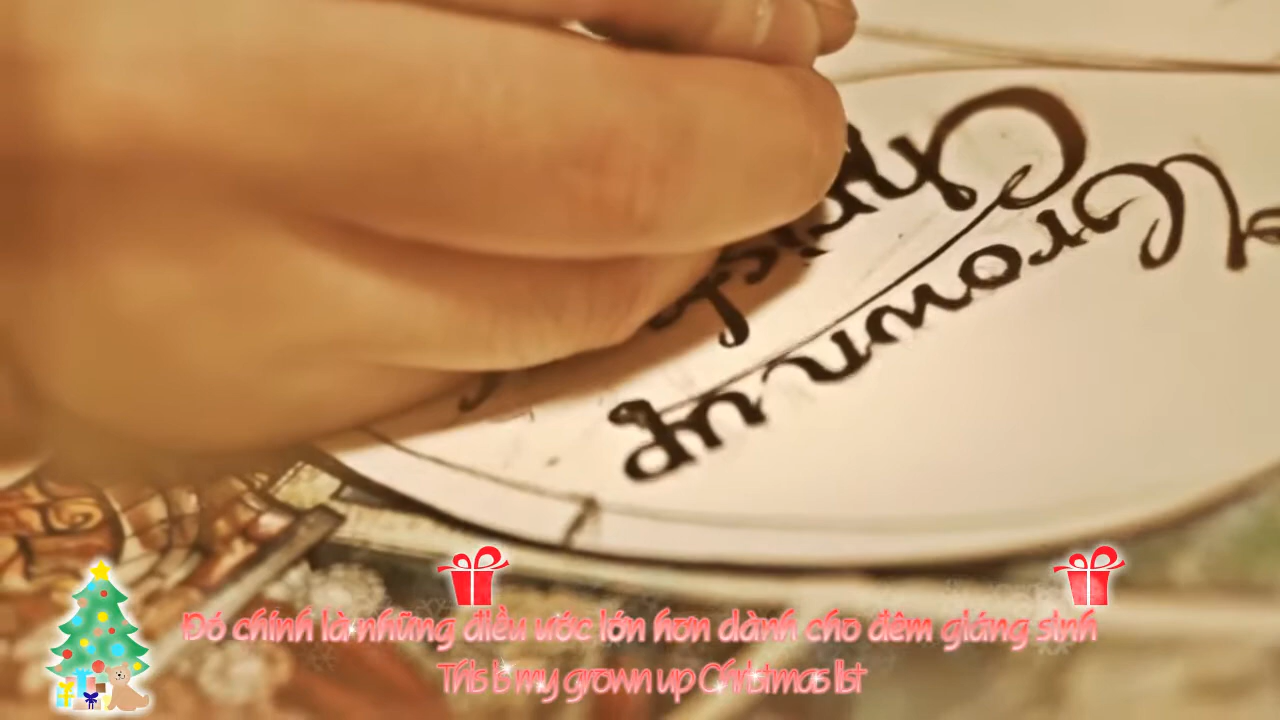 Christ
Grown up
Đó chính là những điều ước lớn hơn dành cho đêm giáng sinh
This is my grown up Christmas list